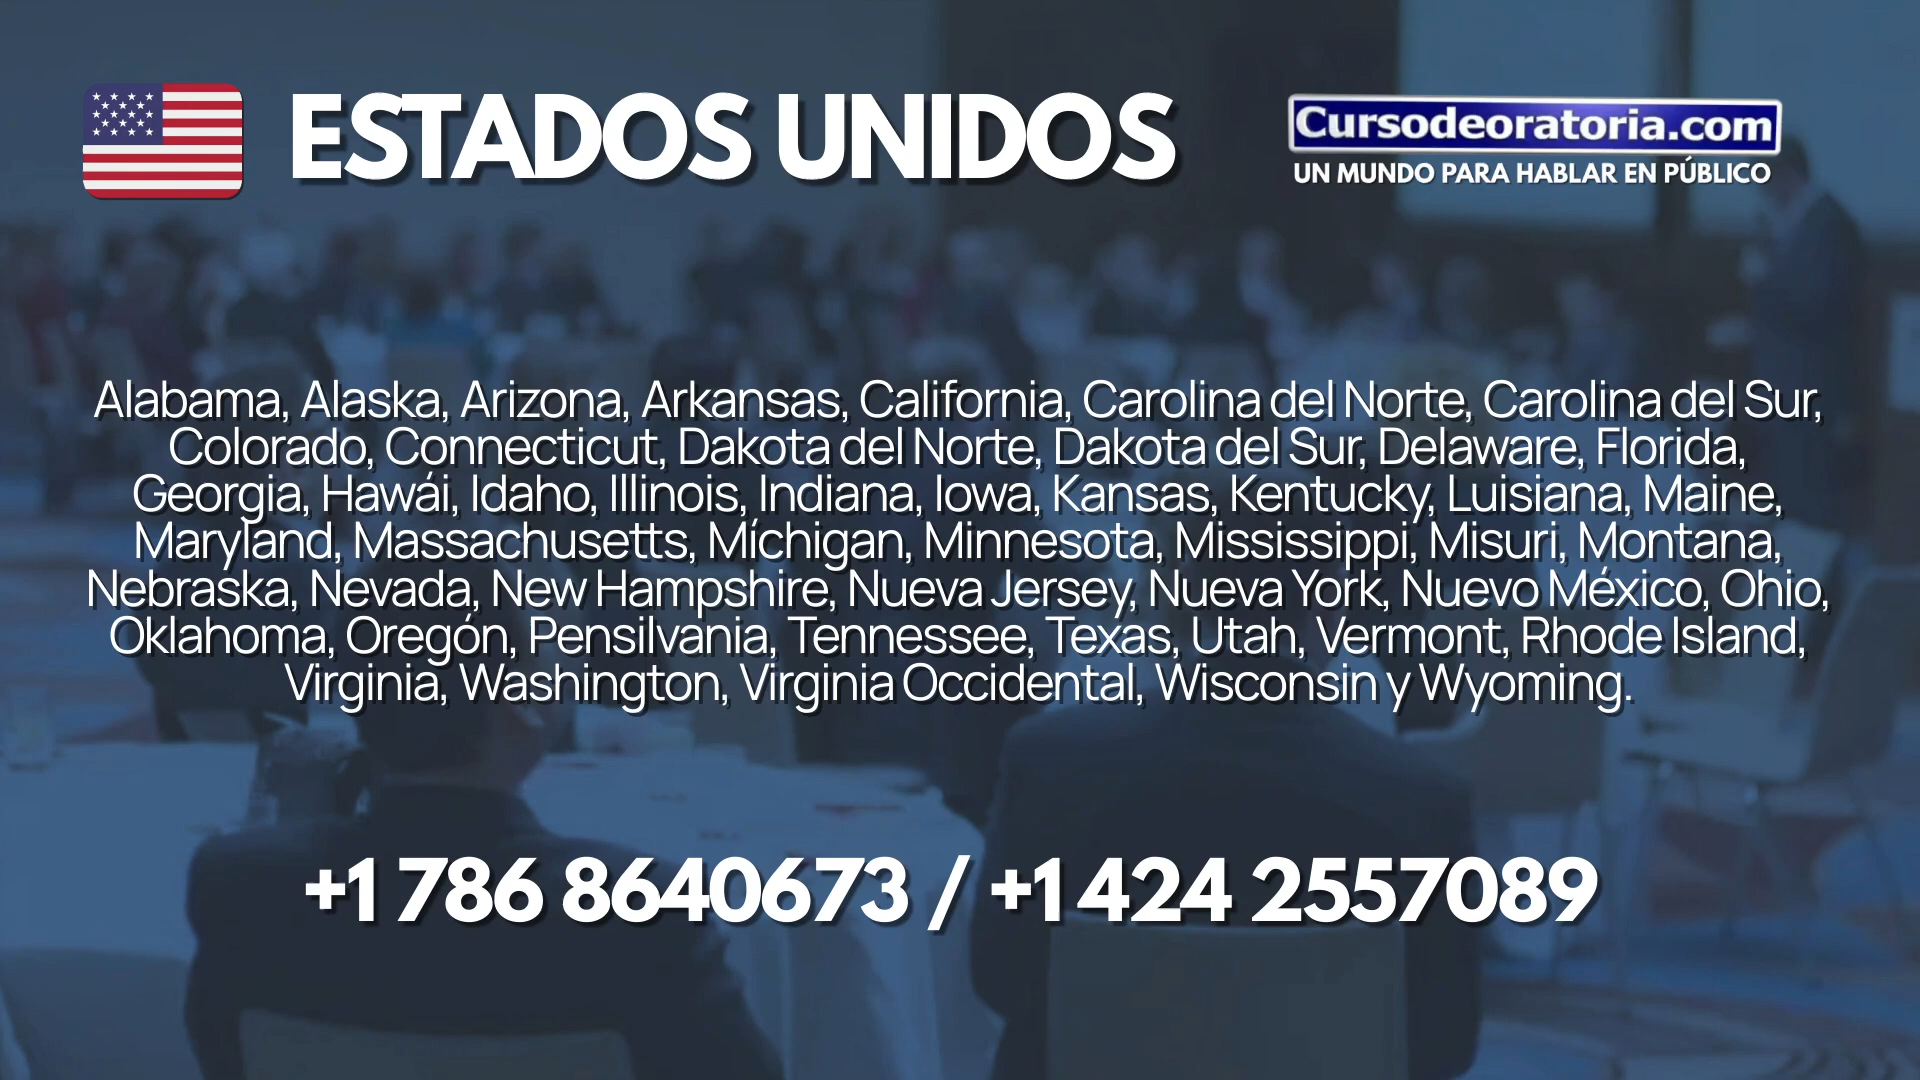 ESTADOS UNIDOS
Cursodeoratoria.com
UN MUNDO PARA HABLAR EN PÚBLICO
Alabama, Alaska, Arizona, Arkansas, California, Carolina del Norte, Carolina del Sur,
Colorado, Connecticut, Dakota del Norte, Dakota del Sur, Delaware, Florida,
Georgia, Hawái, Idaho, Illinois, Indiana, Iowa, Kansas, Kentucky, Luisiana, Maine,
Maryland, Massachusetts, Míchigan, Minnesota, Mississippi, Misuri, Montana,
Nebraska, Nevada, New Hampshire, Nueva Jersey, Nueva York, Nuevo México, Ohio,
Oklahoma, Oregón, Pensilvania, Tennessee, Texas, Utah, Vermont, Rhode Island,
Virginia, Washington, Virginia Occidental, Wisconsin y Wyoming.
+1 786 8640673 / +1 424 2557089